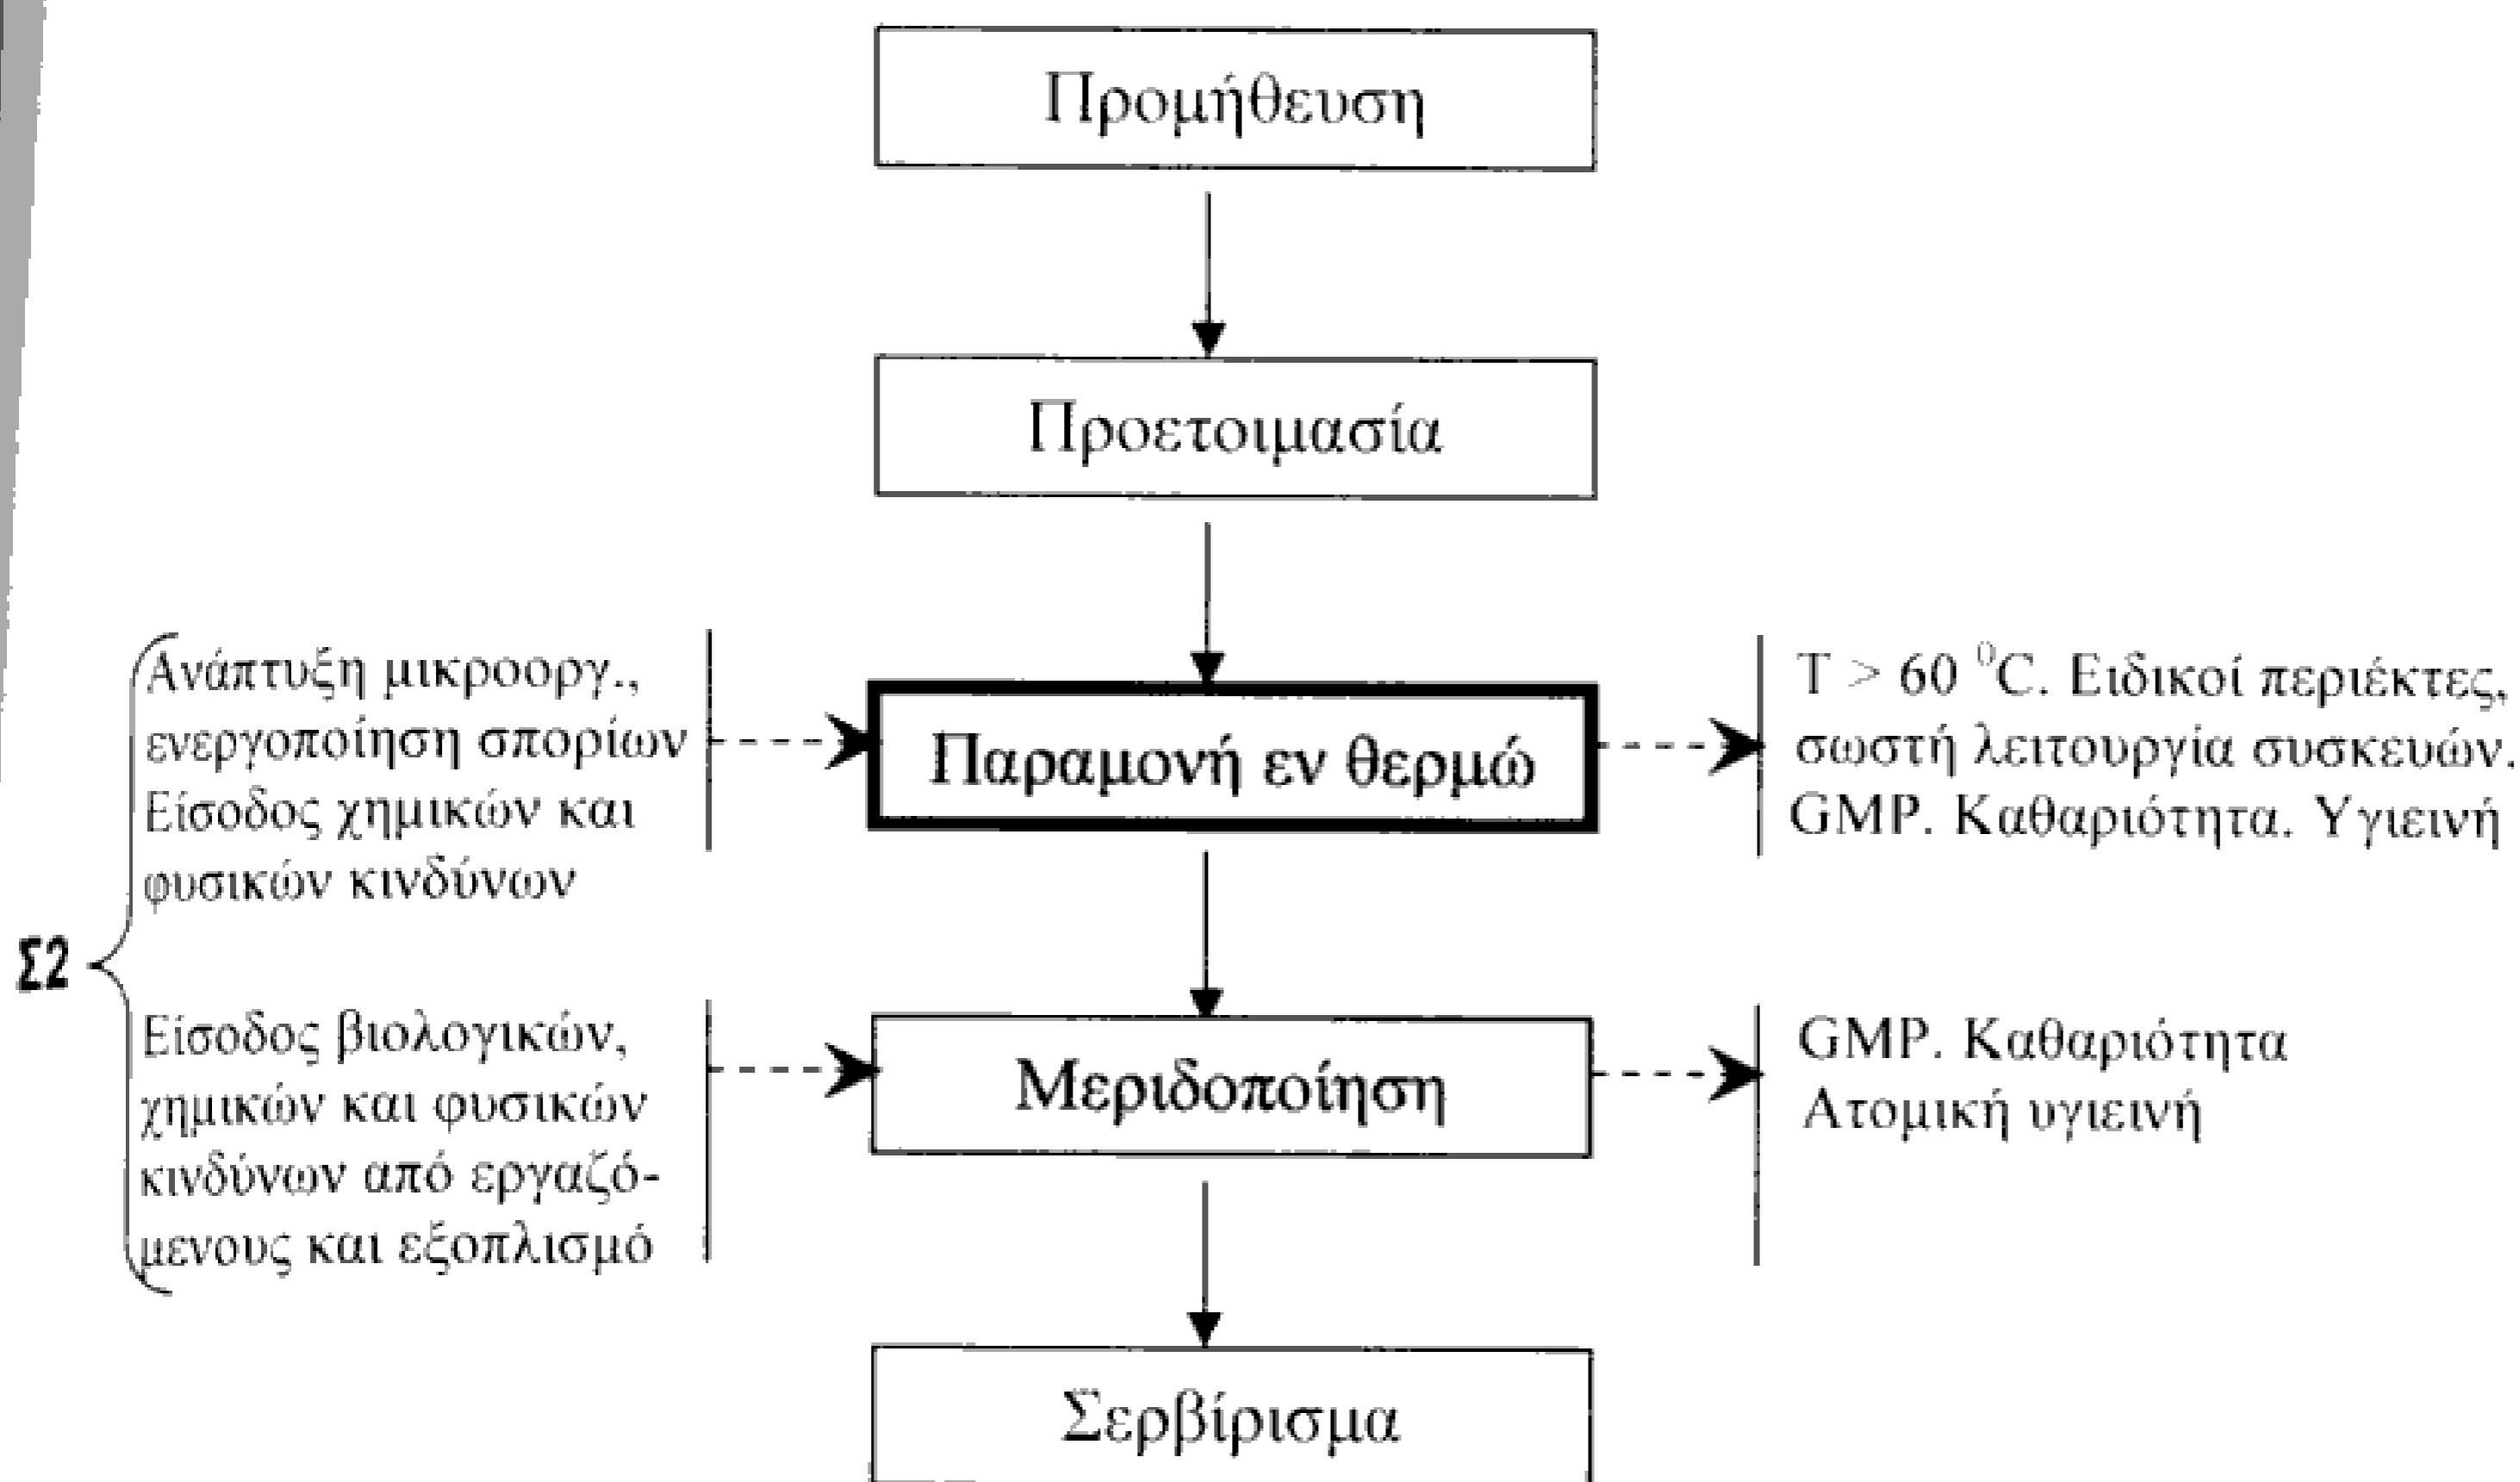 Προμήθευση
Προετοιμασία
Ανάπτυξη μικροοργ.,
ενεργοποίηση σπορίων
Είσοδος χημικών και
φυσικών κινδύνων
Παραμονή εν θερμώ
T > 60 ⁰C. Ειδικοί περιέκτες,
σωστή λειτουργία συσκευών.
GMP. Καθαριότητα. Υγιεινή
Σ2
Είσοδος βιολογικών,
χημικών και φυσικών
κινδύνων από εργαζό-
μενους και εξοπλισμό
Μεριδοποίηση
GMP. Καθαριότητα
Ατομική υγιεινή
Σερβίρισμα